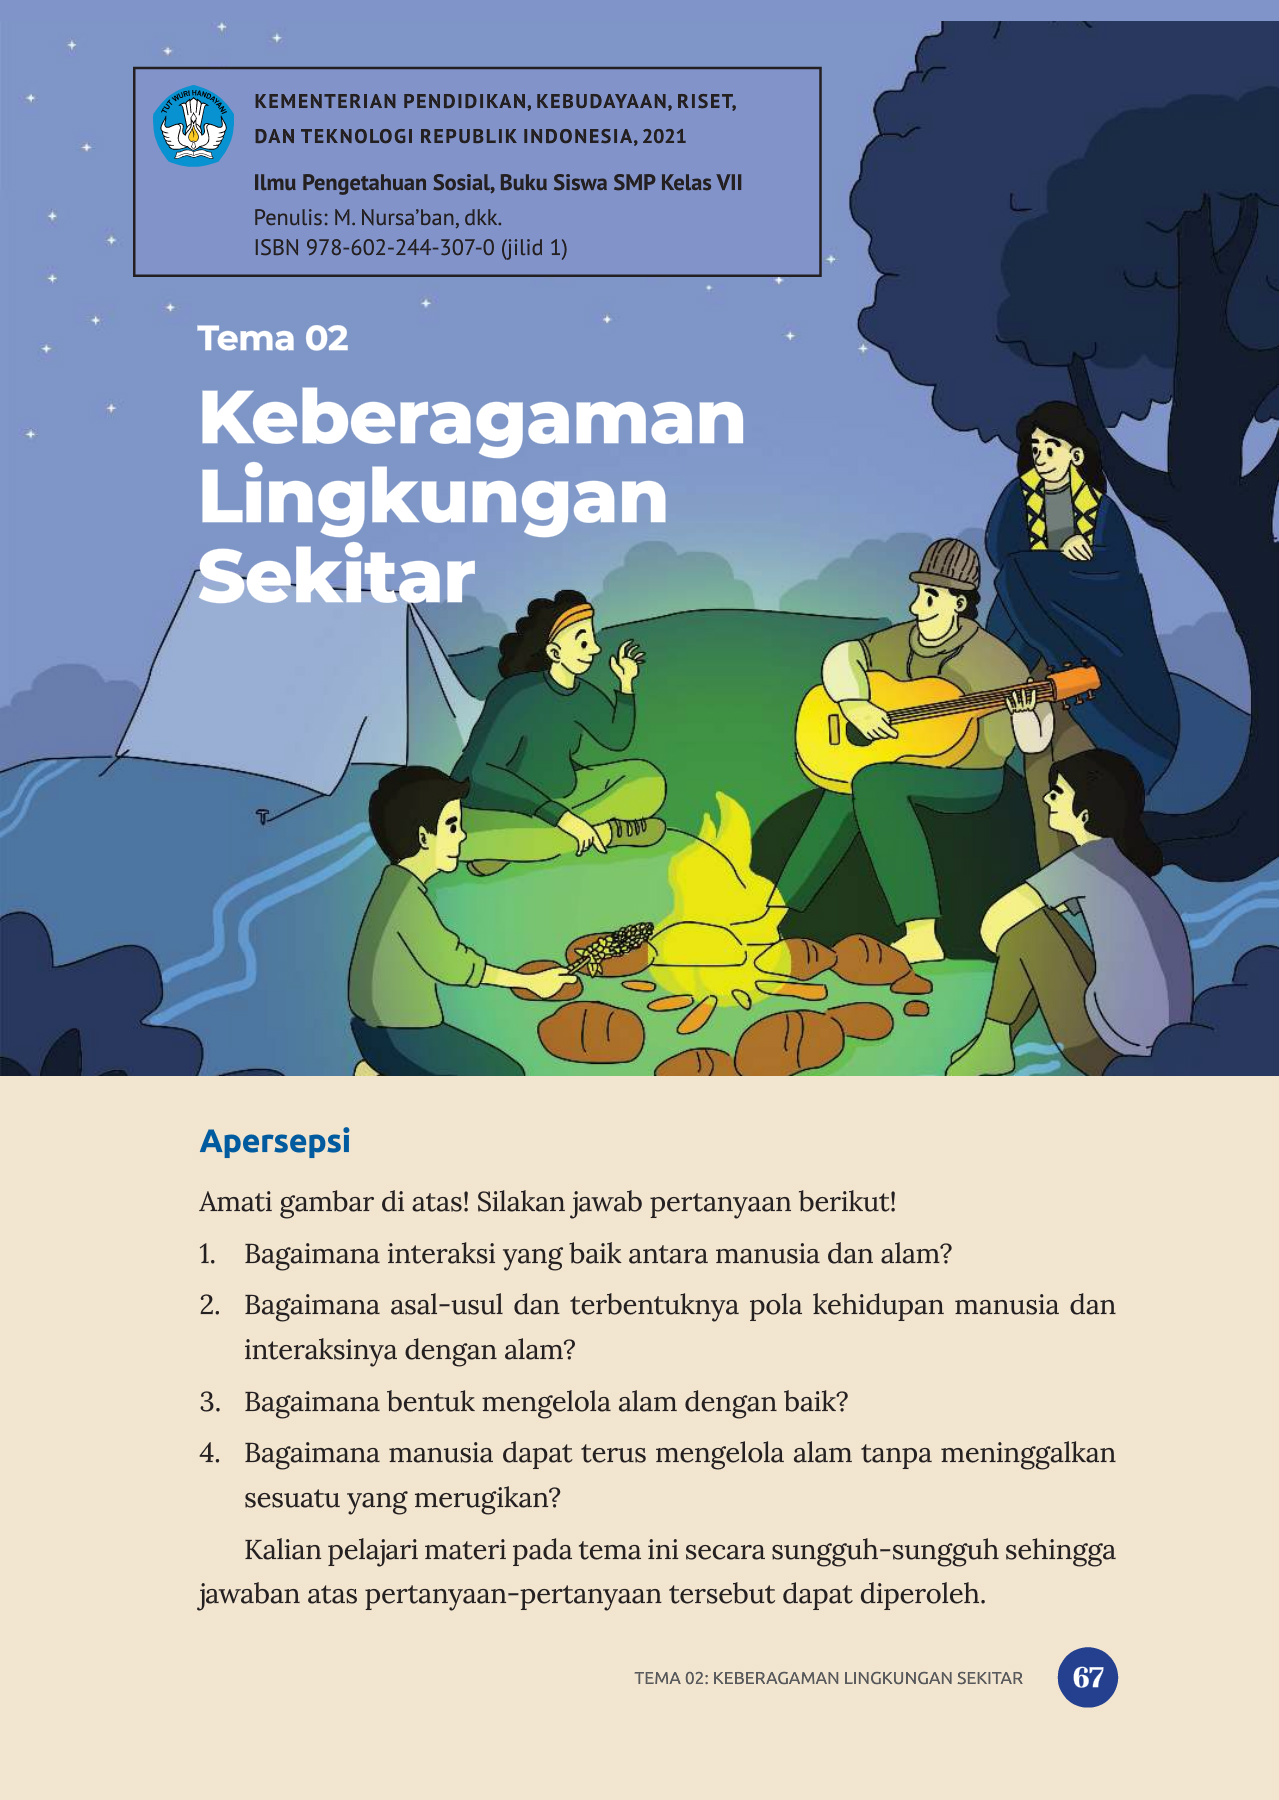 TUT WURI HANDAYANI
KEMENTERIAN PENDIDIKAN, KEBUDAYAAN, RISET,
DAN TEKNOLOGI REPUBLIK INDONESIA, 2021
Ilmu Pengetahuan Sosial, Buku Siswa SMP Kelas VII
Penulis: M. Nursa’ban, dkk.
ISBN 978-602-244-307-0 (jilid 1)
Tema 02
Keberagaman
Lingkungan
Sekitar
Apersepsi
Amati gambar di atas! Silakan jawab pertanyaan berikut!
1. Bagaimana interaksi yang baik antara manusia dan alam?
2. Bagaimana asal-usul dan terbentuknya pola kehidupan manusia dan
interaksinya dengan alam?
3. Bagaimana bentuk mengelola alam dengan baik?
4. Bagaimana manusia dapat terus mengelola alam tanpa meninggalkan
sesuatu yang merugikan?
Kalian pelajari materi pada tema ini secara sungguh-sungguh sehingga
jawaban atas pertanyaan-pertanyaan tersebut dapat diperoleh.
TEMA 02: KEBERAGAMAN LINGKUNGAN SEKITAR
67